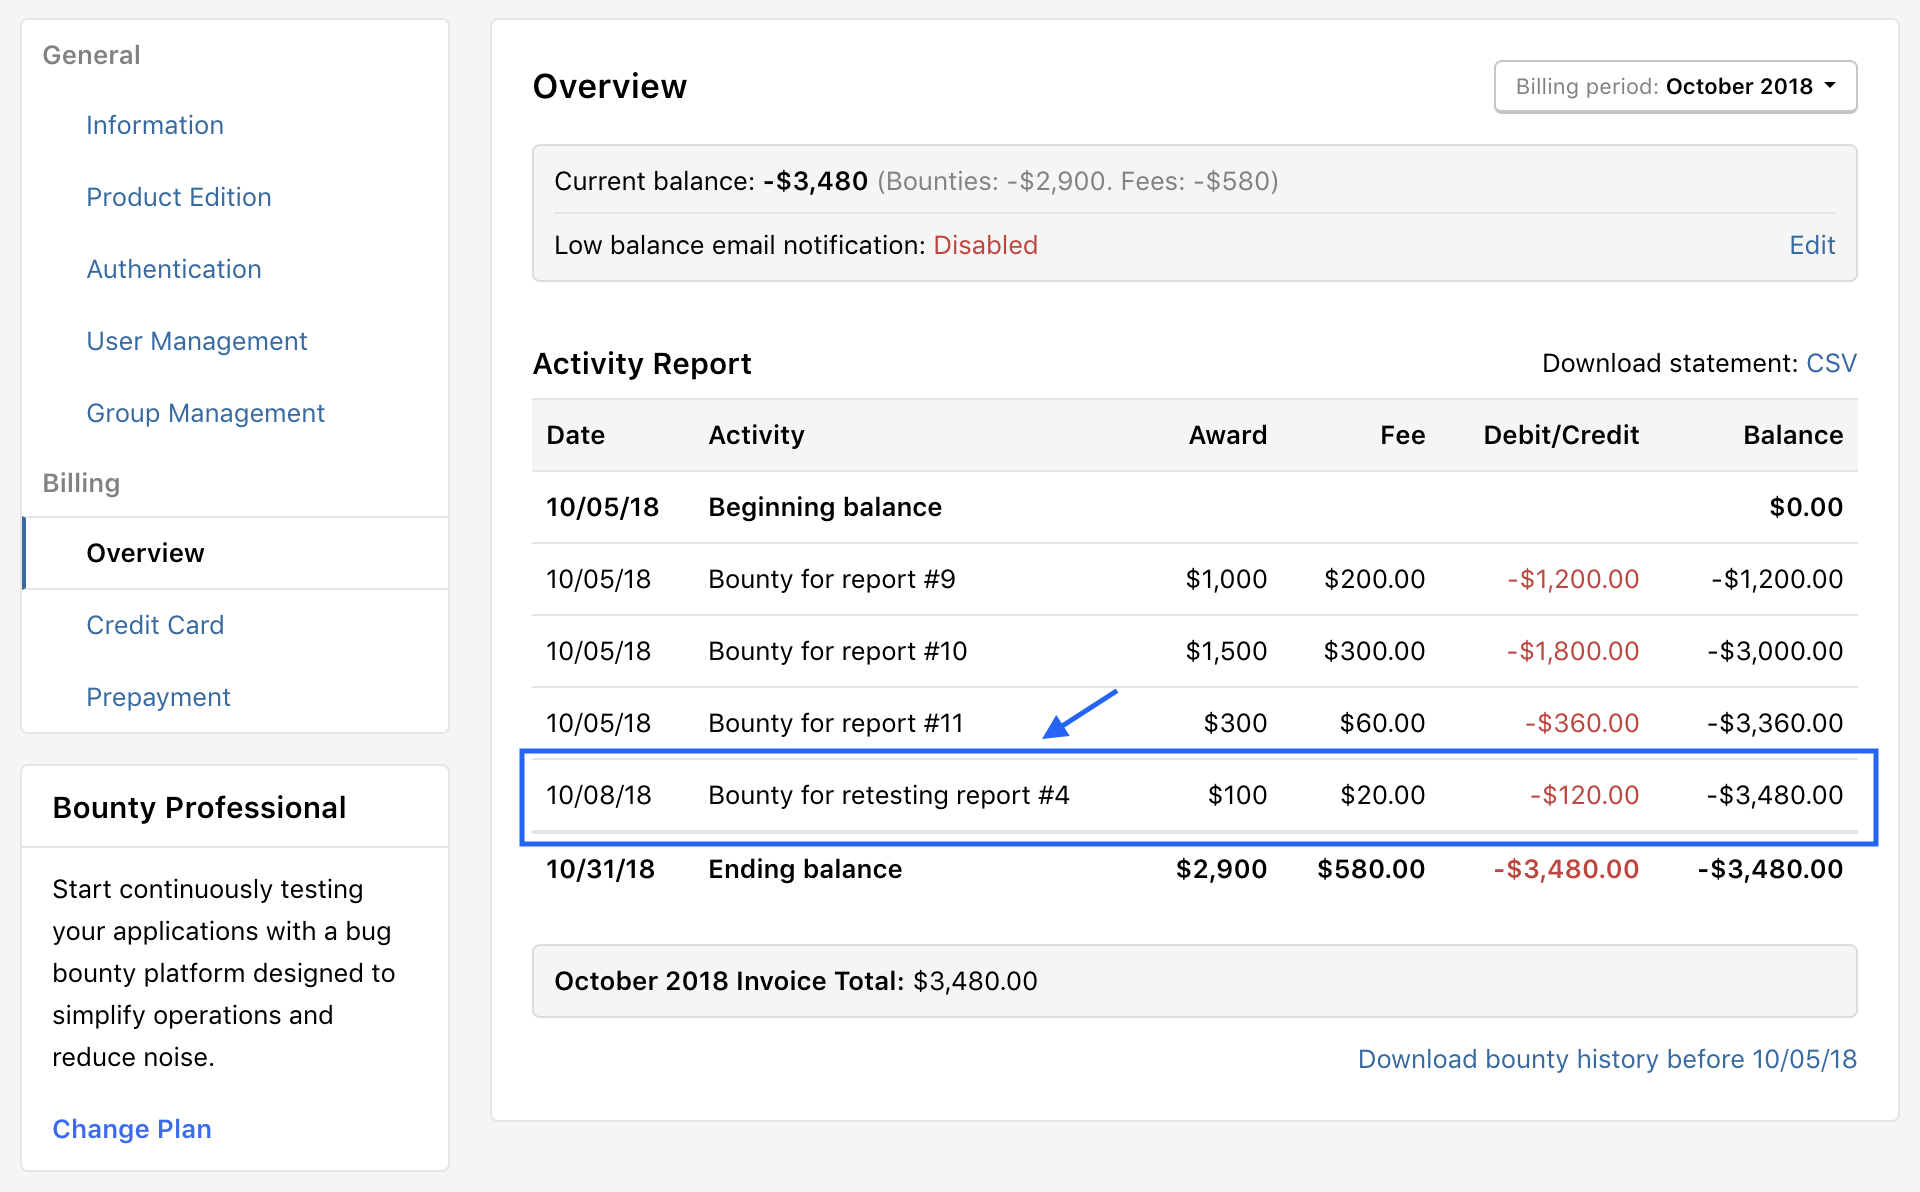 General
Information
Product Edition
Authentication
User Management
Group Management
Billing
Overview
Credit Card
Prepayment
Bounty Professional
Start continuously testing
your applications with a bug
bounty platform designed to
simplify operations and
reduce noise.
Change Plan
Overview
Billing period: October 2018
Current balance: -$3,480 (Bounties: -$2,900. Fees: -$580)
Low balance email notification: Disabled Edit
Activity Report Download statement: CSV
Date Activity Award Fee Debit/Credit Balance
10/05/18 Beginning balance $0.00
10/05/18 Bounty for report #9 $1,000 $200.00 -$1,200.00 -$1,200.00
10/05/18 Bounty for report #10 $1,500 $300.00 -$1,800.00 -$3,000.00
10/05/18 Bounty for report #11 $300 $60.00 -$360.00 -$3,360.00
10/08/18 Bounty for retesting report #4 $100 $20.00 -$120.00 -$3,480.00
10/31/18 Ending balance $2,900 $580.00 -$3,480.00 -$3,480.00
October 2018 Invoice Total: $3,480.00
Download bounty history before 10/05/18